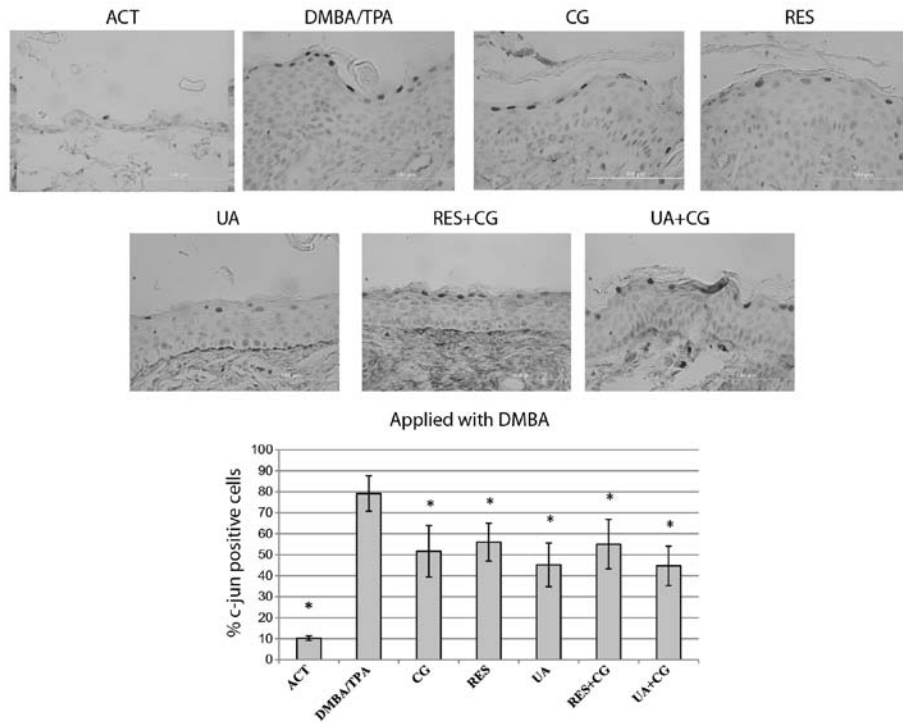 ACT DMBA/TPA CG RES
UA RES+CG UA+CG
Applied with DMBA
% c-jun positive cells
100
90
80
70
60
50
40
30
20
10
0
* * * * * *
ACT DMBA/TPA CG RES UA RES+CG UA+CG